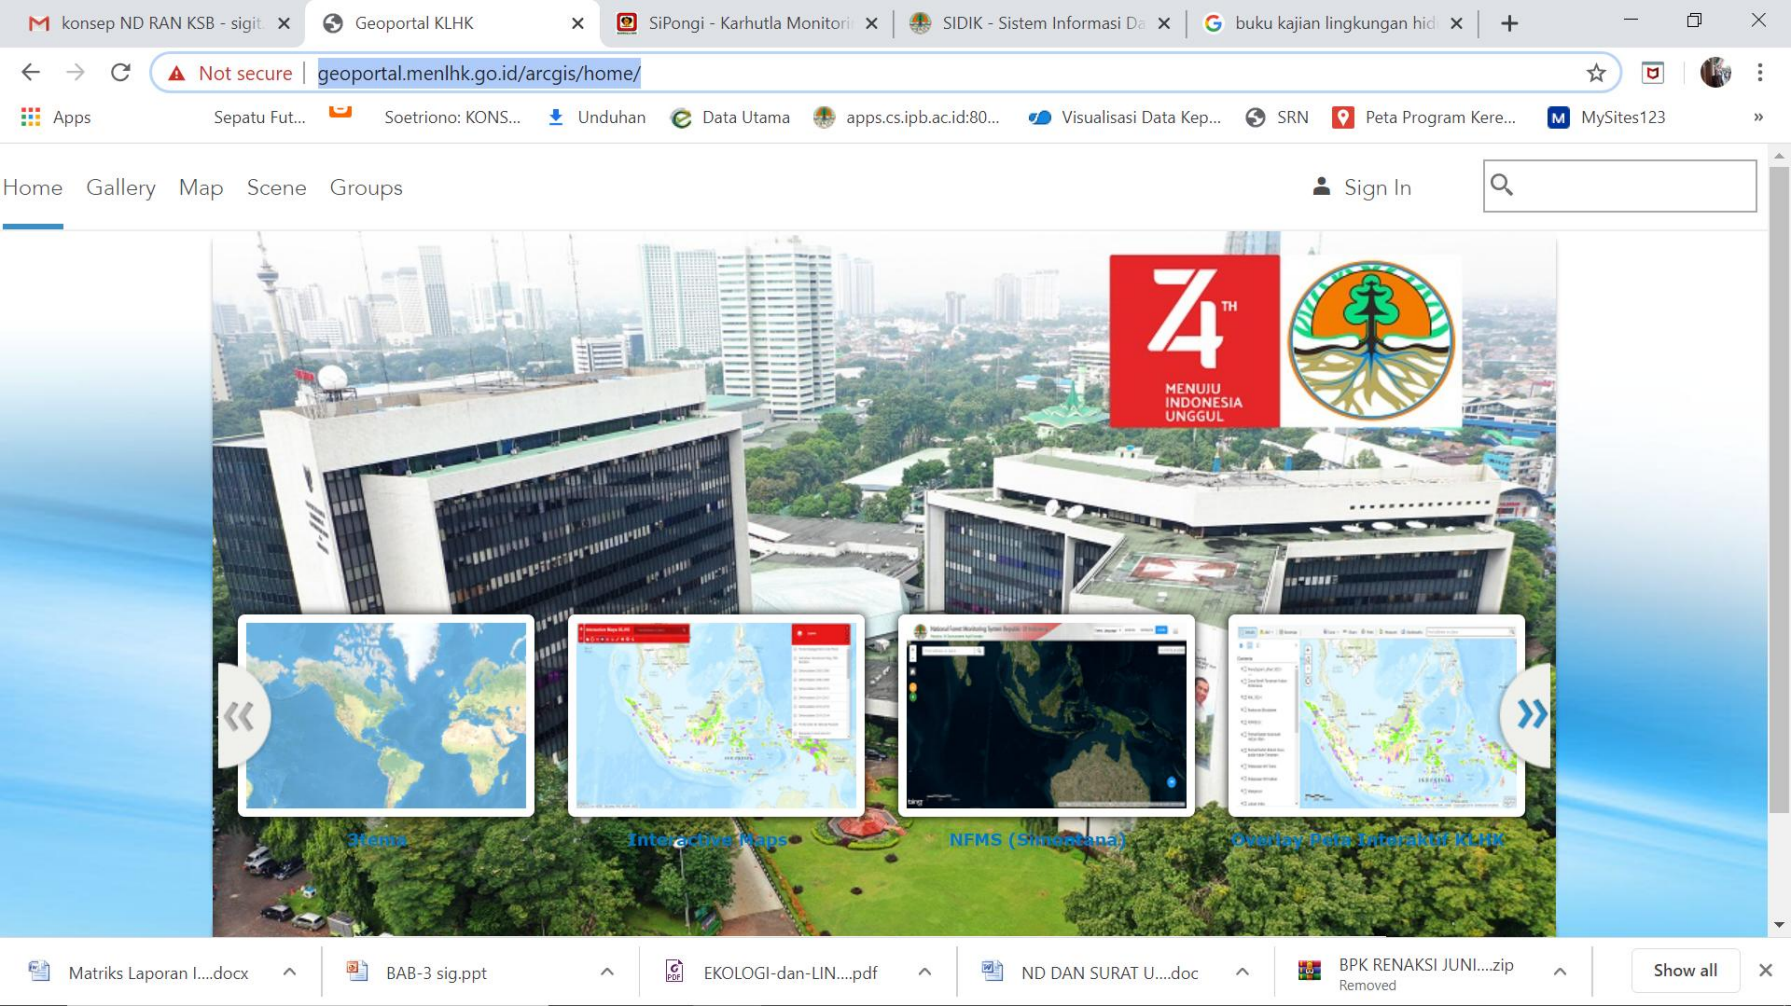 konsep ND RAN KSB - sigit.
Geoportal KLHK
SiPongi - Karhutla Monitori
SIDIK - Sistem Informasi Da
buku kajian lingkungan hid
Not secure
geoportal.menlhk.go.id/arcgis/home/
Apps
Sepatu Fut...
Soetriono: KONS...
Unduhan
Data Utama
apps.cs.ipb.ac.id:80...
Visualisasi Data Kep...
SRN
Peta Program Kere...
MySites123
»
Home
Gallery
Map
Scene
Groups
Sign In
74TH
MENUJU
INDONESIA
UNGGUL
3tema
Interactive Maps
NFMS (Simontana)
Overlay Peta Interaktif KLHK
Matriks Laporan I....docx
BAB-3 sig.ppt
EKOLOGI-dan-LIN....pdf
ND DAN SURAT U....doc
BPK RENAKSI JUNI....zip
Removed
Show all